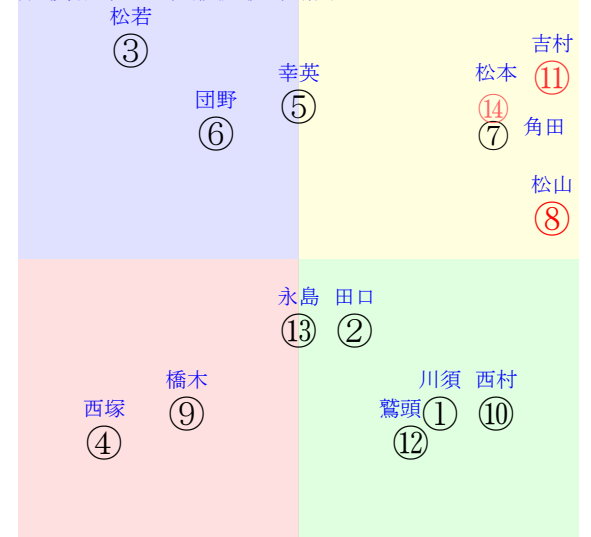 松若
③
吉村
⑪
幸英
⑤
松本
⑭
団野
⑥
⑦
角田
松山
⑧
永島
⑬
田口
②
橋木
⑨
川須
①
西村
⑩
西塚
④
鷲頭
⑫